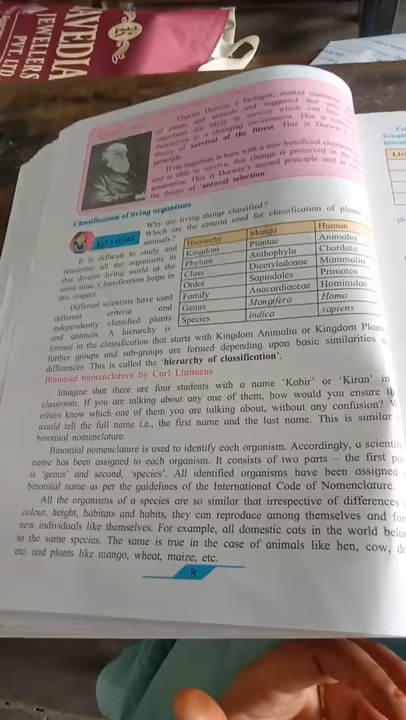 AVEDIA
JEWELLERS
PVT. LTD
Charles Darwin, a biologist, studied
of plants and animals and suggested that only
organisms are likely to survive which can best
themselves to a changing environment. This is
theory of survival of the fittest. This is Darwin's
principle.
If an organism is born with a new beneficial
and is able to survive, this change is preserved in the
generation. This is Darwin's second principle and is
the theory of 'natural selection
Classification of living organisms
Let's recall.
Why are living things classified?
Which are the criteria used for classification of plants
animals?
It is difficult to study and
remember all the organisms in
this diverse living world at the
same time. Classification helps in
this respect.
Different scientists have used
different criteria and
independently classified plants
and animals. A hierarchy is
Hierarchy Mango Human
Kingdom Plantae Animalia
Phylum Anthophyta Chordata
Class Dicotyledonae Mammalia
Order Sapindales Primates
Family Anacardiaceae Hominidae
Genus Mangifera Homo
Species indica sapiens
formed in the classification that starts with Kingdom Animalia or Kingdom
further groups and sub-groups are formed depending upon basic similarities
differences. This is called the 'hierarchy of classification'.
Binomial nomenclature by Carl Linnaeus
Imagine that there are four students with a name 'Kabir' or 'Kiran' in
classroom. If you are talking about any one of them, how would you ensure
others know which one of you are talking about, without any confusion?
would tell the full name i.e., the first name and the last name. This is similar
binomial nomenclature.
Binomial nomenclature is used to identify each organism. Accordingly, a
name has been assigned to each organism. It consists of two parts – the first
is 'genus' and second, 'species'. All identified organisms have been assigned
binomial name as per the guidelines of the International Code of Nomenclature.
All the organisms of a species are so similar that irrespective of differences
colour, height, habitats and habits, they can reproduce among themselves and
new individuals like themselves. For example, all domestic cats in the world
to the same species. The same is true in the case of animals like hen, cow,
etc. and plants like mango, wheat, maize, etc.
8